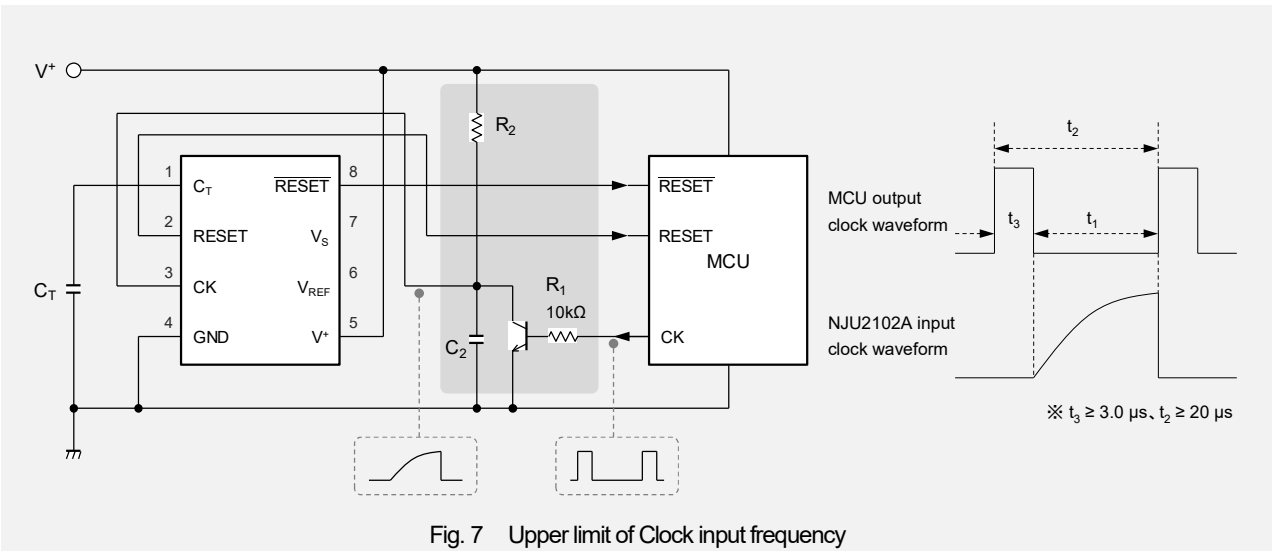 V⁺
R₂
1
C_T
RESET
8
RESET
2
RESET
V_S
7
RESET
MCU
3
CK
V_REF
6
R₁
10kΩ
C_T
4
GND
V⁺
5
C₂
CK
t₂
MCU output
clock waveform
t₃
t₁
NJU2102A input
clock waveform
※ t₃ ≥ 3.0 µs、t₂ ≥ 20 µs
Fig. 7 Upper limit of Clock input frequency